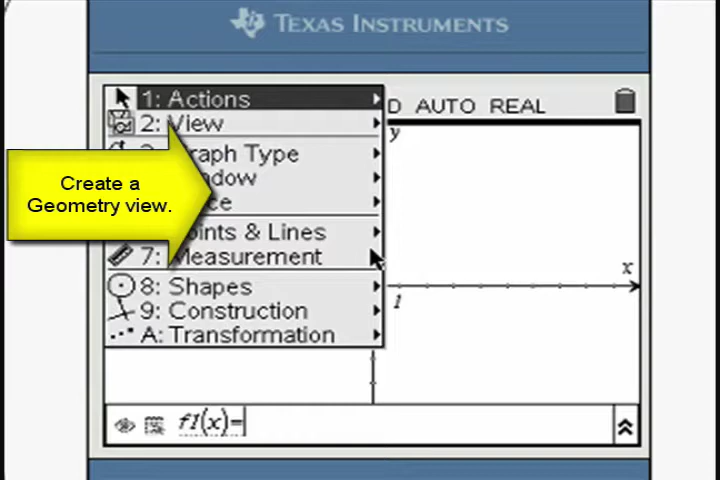 TEXAS INSTRUMENTS
1: Actions
D AUTO REAL
2: View
y
raph Type
Create a
Geometry view.
ndow
ce
ints & Lines
7: Measurement
x
8: Shapes
1
9: Construction
A: Transformation
f1(x)=